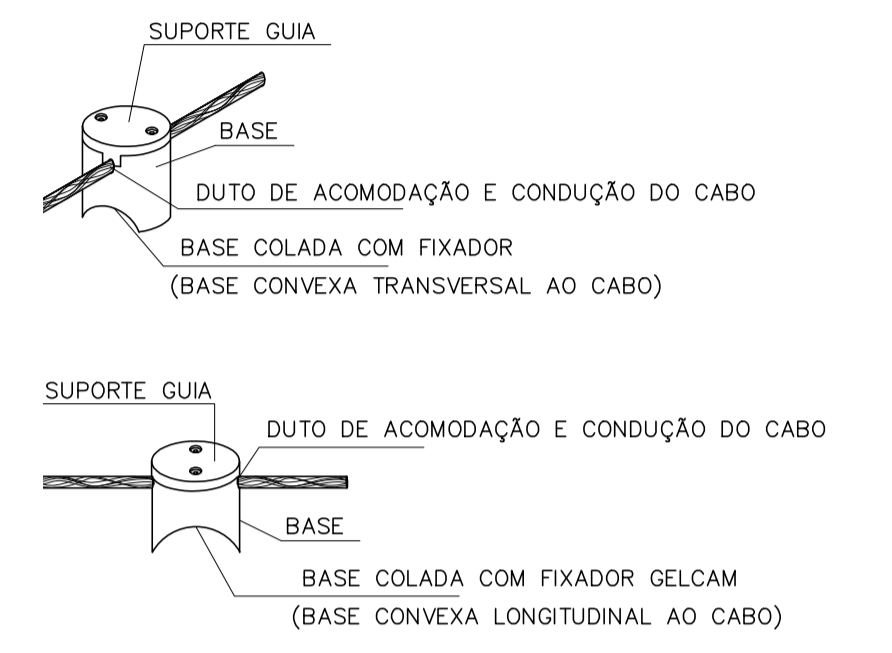 SUPORTE GUIA
BASE
DUTO DE ACOMODAÇÃO E CONDUÇÃO DO CABO
BASE COLADA COM FIXADOR
(BASE CONVEXA TRANSVERSAL AO CABO)
SUPORTE GUIA
DUTO DE ACOMODAÇÃO E CONDUÇÃO DO CABO
BASE
BASE COLADA COM FIXADOR GELCAM
(BASE CONVEXA LONGITUDINAL AO CABO)